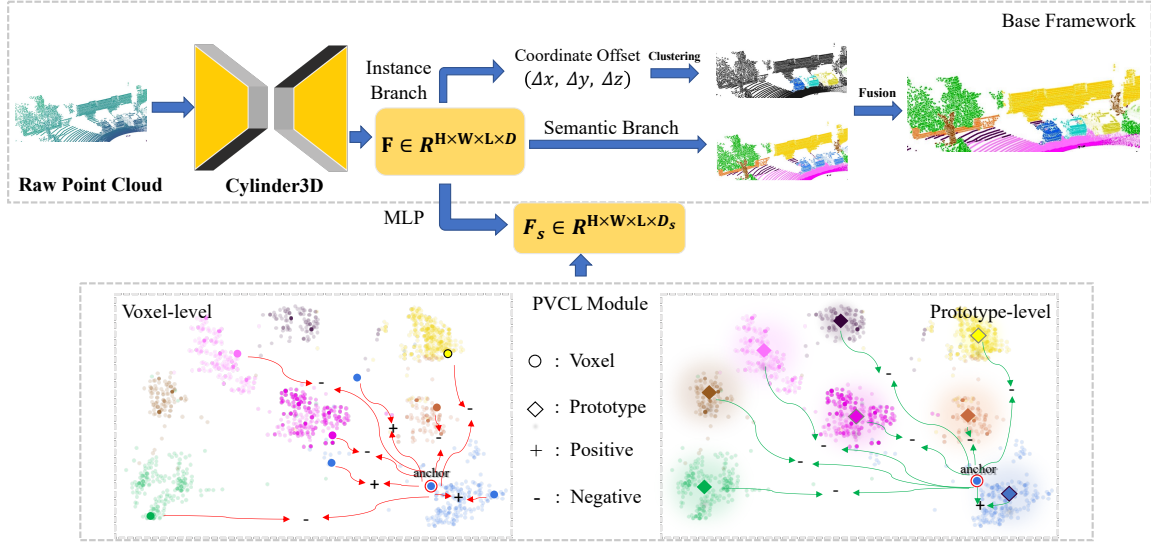 Base Framework
Instance
Branch
Coordinate Offset
(Δx, Δy, Δz)
Clustering
Fusion
F ∈ R^{H×W×L×D}
Semantic Branch
Raw Point Cloud
Cylinder3D
MLP
F_s ∈ R^{H×W×L×D_s}
Voxel-level
PVCL Module
Prototype-level
: Voxel
: Prototype
+ : Positive
- : Negative
anchor
anchor